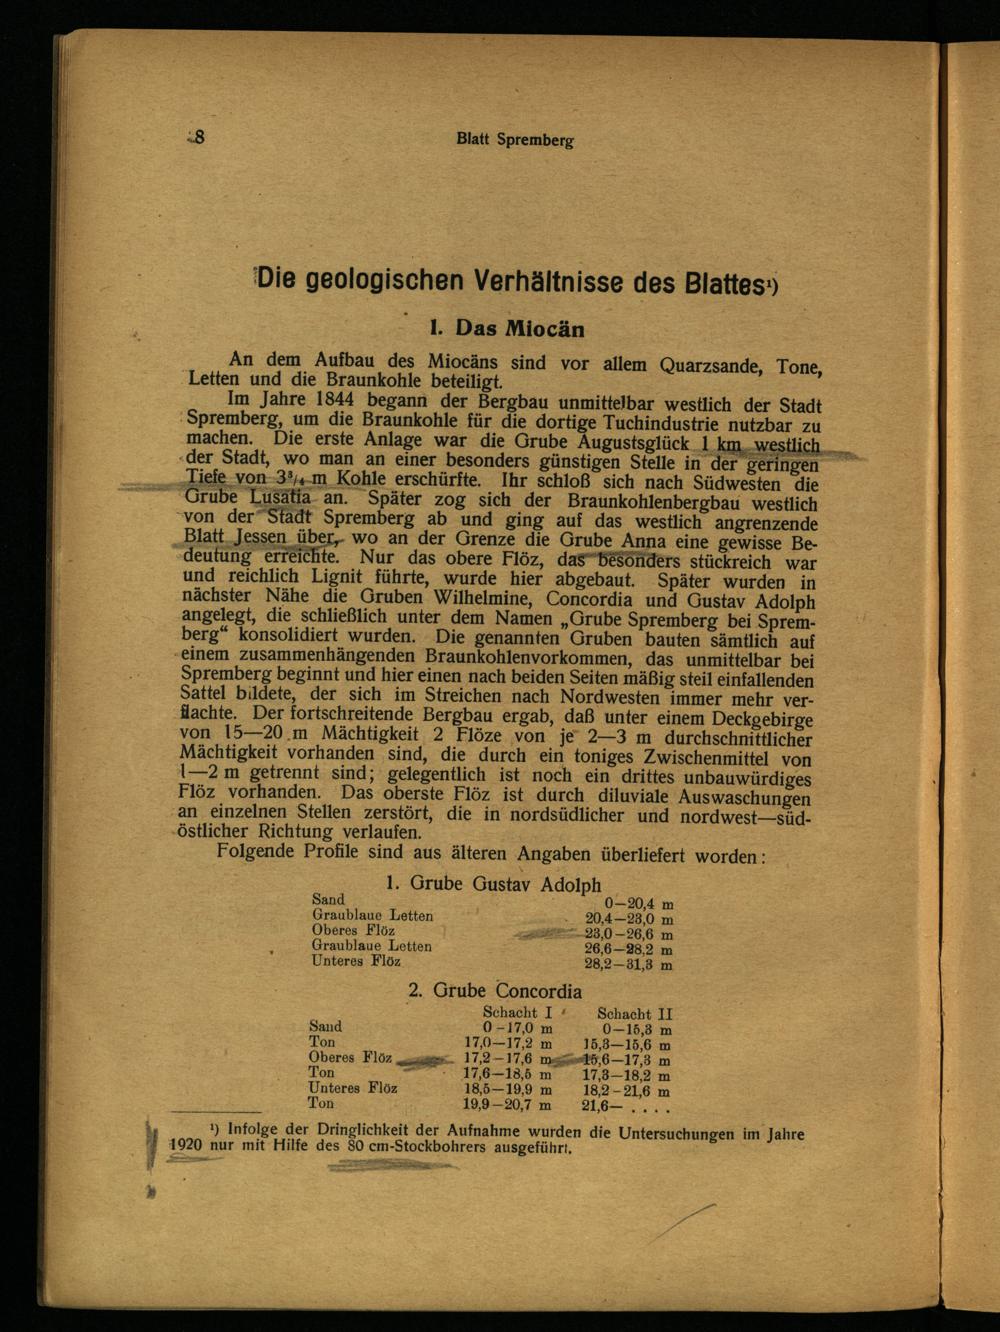 8
Blatt Spremberg
Die geologischen Verhältnisse des Blattes¹)
1. Das Miocän
An dem Aufbau des Miocäns sind vor allem Quarzsande, Tone,
Letten und die Braunkohle beteiligt.
Im Jahre 1844 begann der Bergbau unmittelbar westlich der Stadt
Spremberg, um die Braunkohle für die dortige Tuchindustrie nutzbar zu
machen. Die erste Anlage war die Grube Augustsglück 1 km westlich
der Stadt, wo man an einer besonders günstigen Stelle in der geringen
Tiefe von 3³/₄ m Kohle erschürfte. Ihr schloß sich nach Südwesten die
Grube Lusatia an. Später zog sich der Braunkohlenbergbau westlich
von der Stadt Spremberg ab und ging auf das westlich angrenzende
Blatt Jessen über, wo an der Grenze die Grube Anna eine gewisse Be-
deutung erreichte. Nur das obere Flöz, das besonders stückreich war
und reichlich Lignit führte, wurde hier abgebaut. Später wurden in
nächster Nähe die Gruben Wilhelmine, Concordia und Gustav Adolph
angelegt, die schließlich unter dem Namen „Grube Spremberg bei Sprem-
berg“ konsolidiert wurden. Die genannten Gruben bauten sämtlich auf
einem zusammenhängenden Braunkohlenvorkommen, das unmittelbar bei
Spremberg beginnt und hier einen nach beiden Seiten mäßig steil einfallenden
Sattel bildete, der sich im Streichen nach Nordwesten immer mehr ver-
flachte. Der fortschreitende Bergbau ergab, daß unter einem Deckgebirge
von 15—20 m Mächtigkeit 2 Flöze von je 2—3 m durchschnittlicher
Mächtigkeit vorhanden sind, die durch ein toniges Zwischenmittel von
1—2 m getrennt sind; gelegentlich ist noch ein drittes unbauwürdiges
Flöz vorhanden. Das oberste Flöz ist durch diluviale Auswaschungen
an einzelnen Stellen zerstört, die in nordsüdlicher und nordwest—süd-
östlicher Richtung verlaufen.
Folgende Profile sind aus älteren Angaben überliefert worden:
1. Grube Gustav Adolph
Sand 0—20,4 m
Graublaue Letten 20,4—23,0 m
Oberes Flöz 23,0—26,6 m
Graublaue Letten 26,6—28,2 m
Unteres Flöz 28,2—31,3 m
2. Grube Concordia
Schacht I Schacht II
Sand 0—17,0 m 0—15,3 m
Ton 17,0—17,2 m 15,3—15,6 m
Oberes Flöz 17,2—17,6 m 15,6—17,3 m
Ton 17,6—18,5 m 17,3—18,2 m
Unteres Flöz 18,5—19,9 m 18,2—21,6 m
Ton 19,9—20,7 m 21,6— . . . .
¹) Infolge der Dringlichkeit der Aufnahme wurden die Untersuchungen im Jahre
1920 nur mit Hilfe des 80 cm-Stockbohrers ausgeführt.